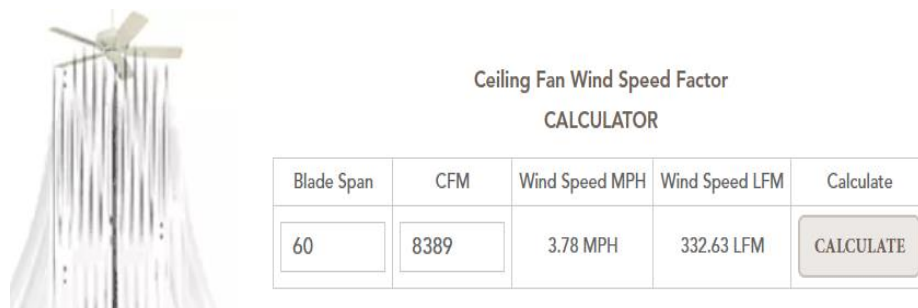 Ceiling Fan Wind Speed Factor
CALCULATOR
Blade Span CFM Wind Speed MPH Wind Speed LFM Calculate
60 8389 3.78 MPH 332.63 LFM CALCULATE